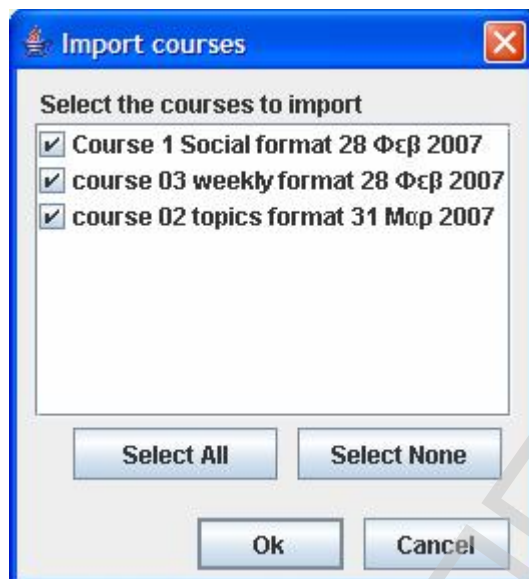 Import courses
Select the courses to import
Course 1 Social format 28 Φεβ 2007
course 03 weekly format 28 Φεβ 2007
course 02 topics format 31 Μαρ 2007
Select All Select None
Ok Cancel